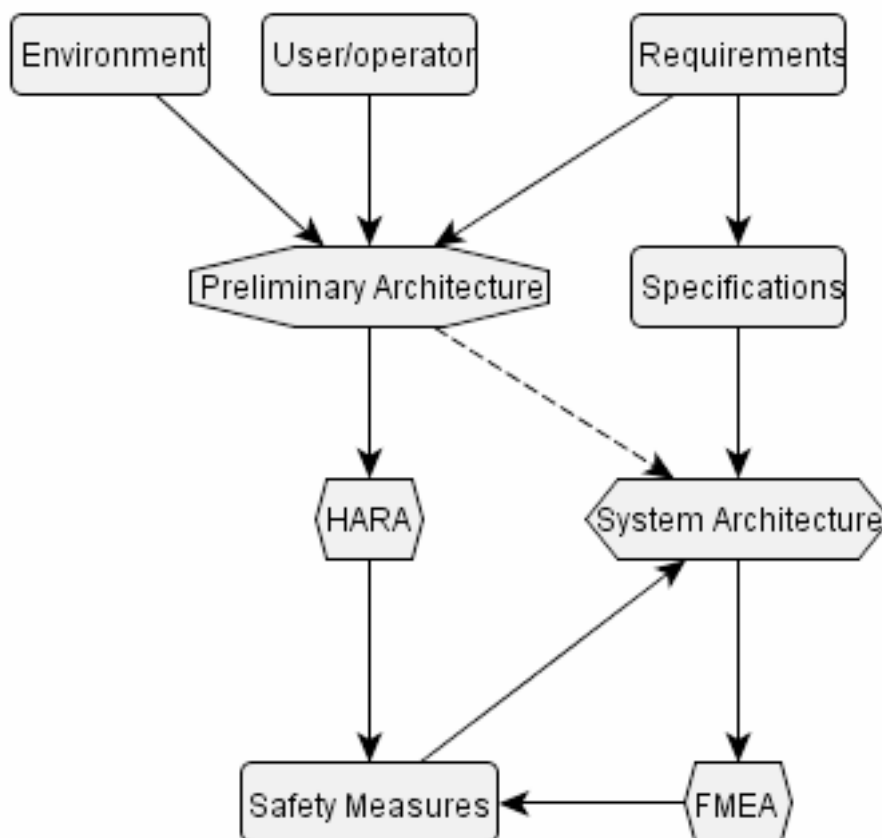 Environment
User/operator
Requirements
Preliminary Architecture
Specifications
HARA
System Architecture
Safety Measures
FMEA